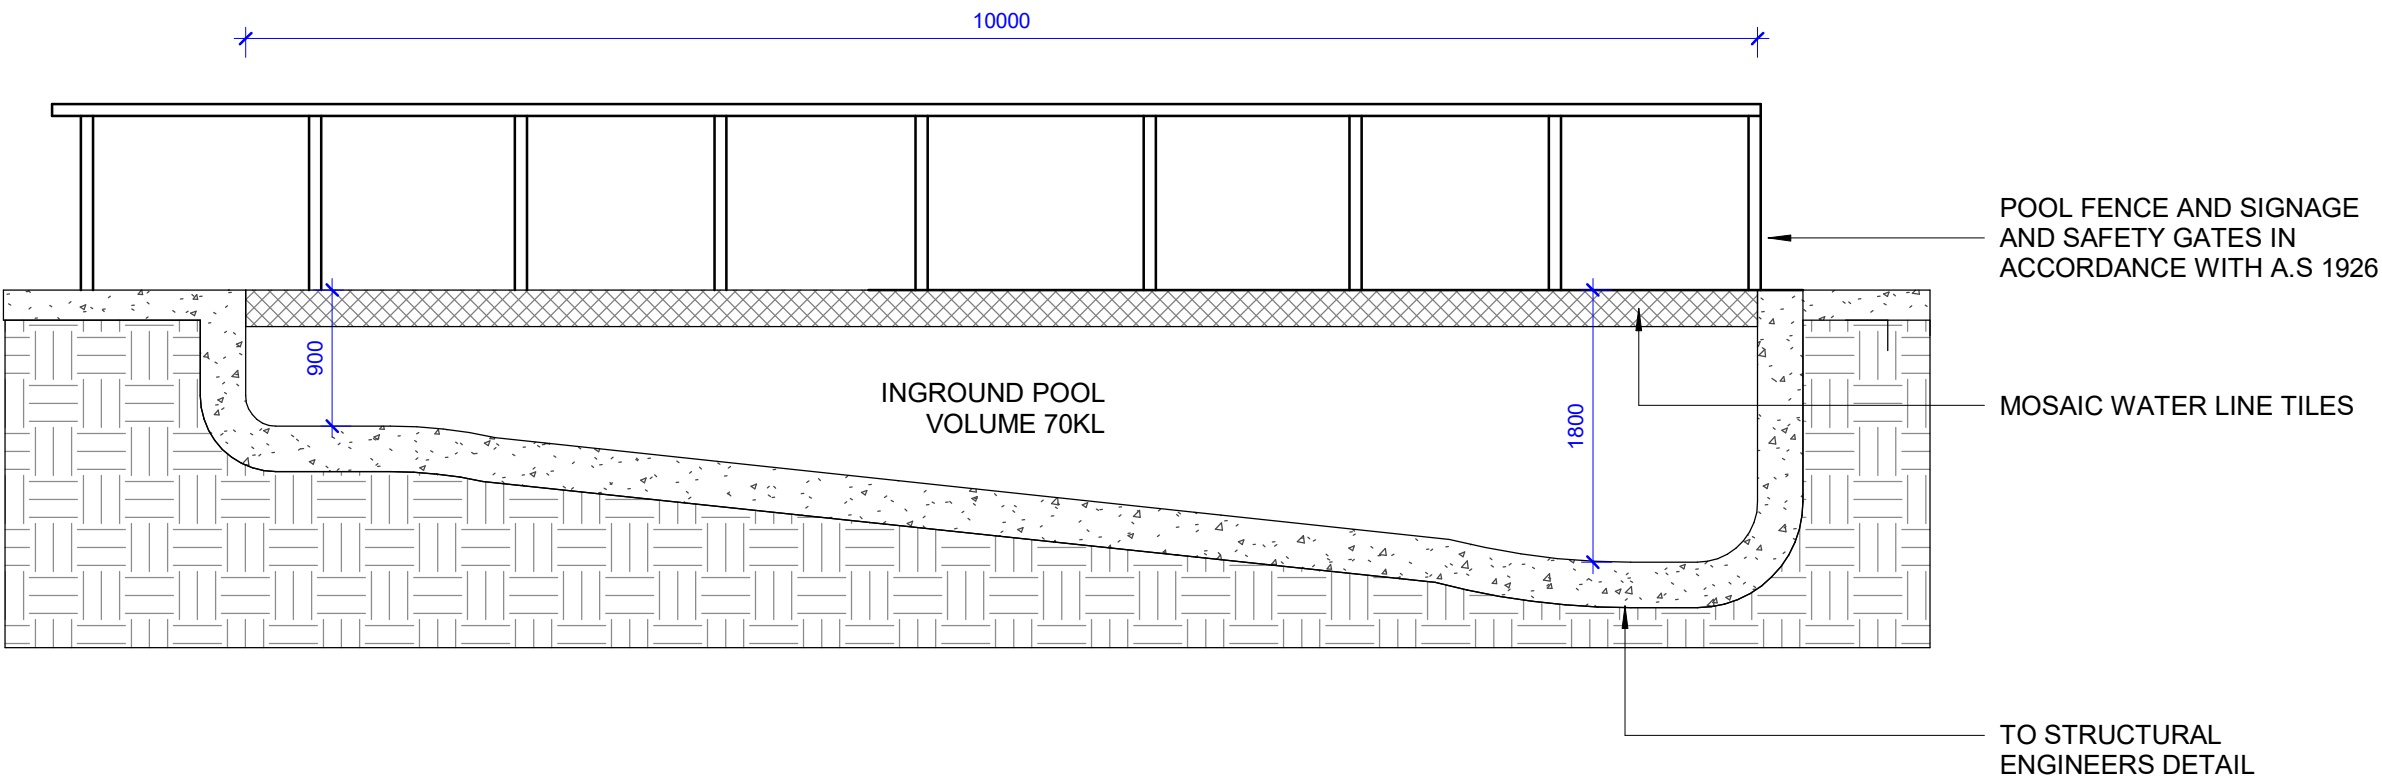 10000
POOL FENCE AND SIGNAGE
AND SAFETY GATES IN
ACCORDANCE WITH A.S 1926
900
INGROUND POOL
VOLUME 70KL
1800
MOSAIC WATER LINE TILES
TO STRUCTURAL
ENGINEERS DETAIL